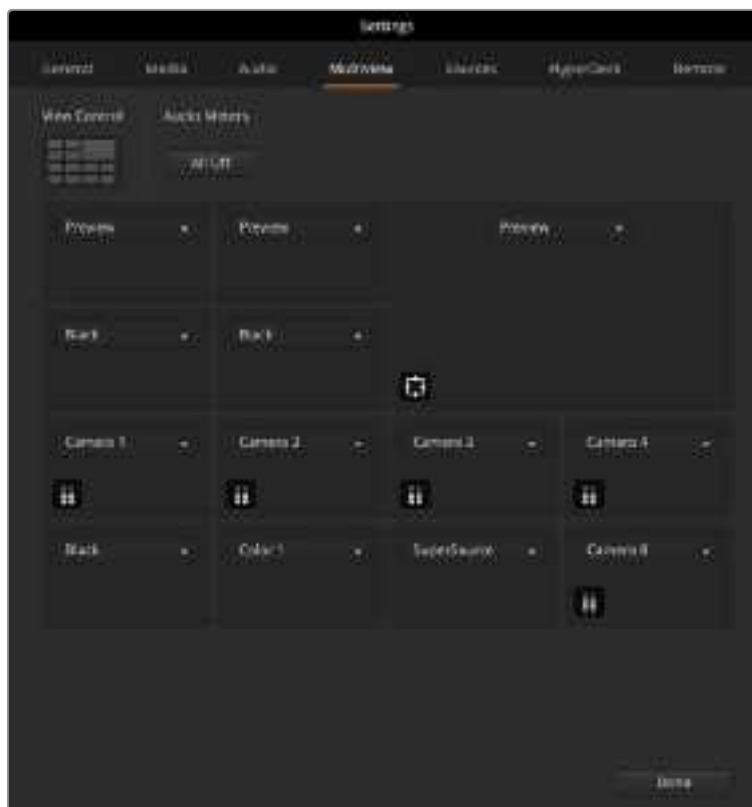 Settings
General Media Audio Multiview Sources HyperDeck Remote
View Control Audio Meters
All Off
Preview Preview Preview
Black Black
Camera 1 Camera 2 Camera 3 Camera 4
Black Color 1 SuperSource Camera 8
Done